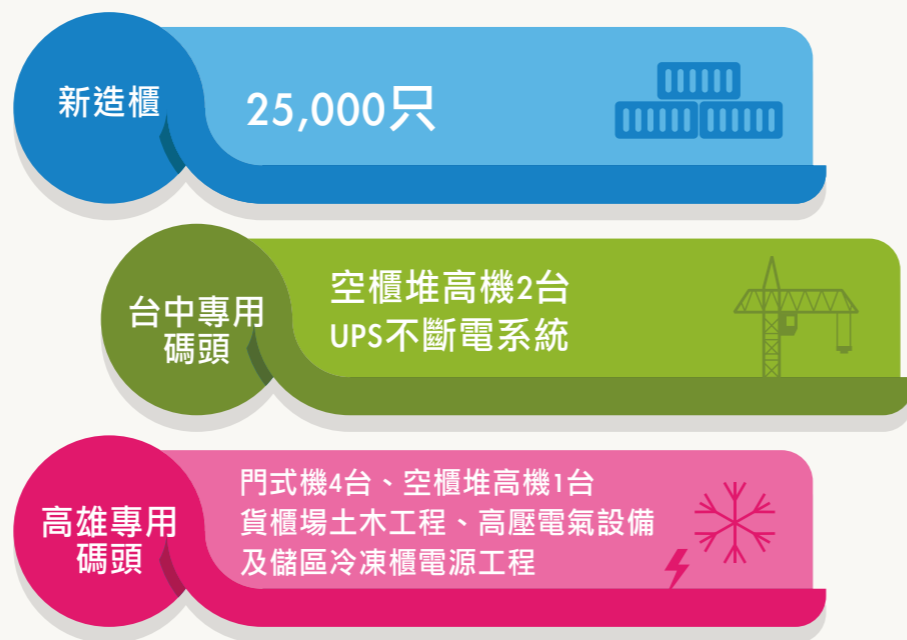 新造櫃
25,000只
台中專用
碼頭
空櫃堆高機2台
UPS不斷電系統
高雄專用
碼頭
門式機4台、空櫃堆高機1台
貨櫃場土木工程、高壓電氣設備
及儲區冷凍櫃電源工程